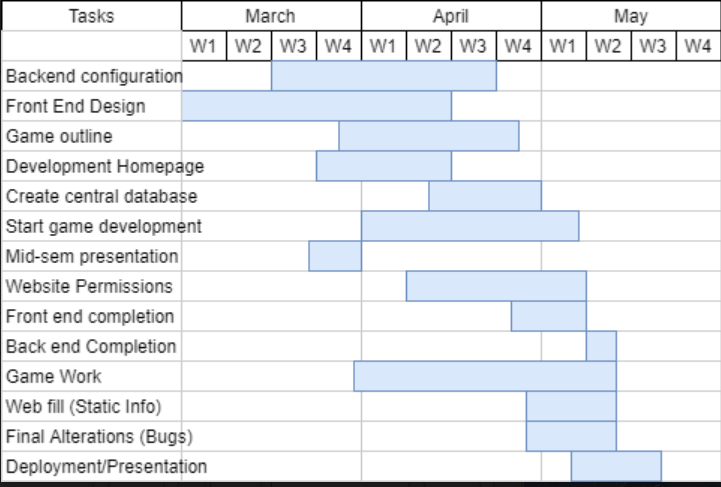 Tasks March April May
W1 W2 W3 W4 W1 W2 W3 W4 W1 W2 W3 W4
Backend configuration
Front End Design
Game outline
Development Homepage
Create central database
Start game development
Mid-sem presentation
Website Permissions
Front end completion
Back end Completion
Game Work
Web fill (Static Info)
Final Alterations (Bugs)
Deployment/Presentation